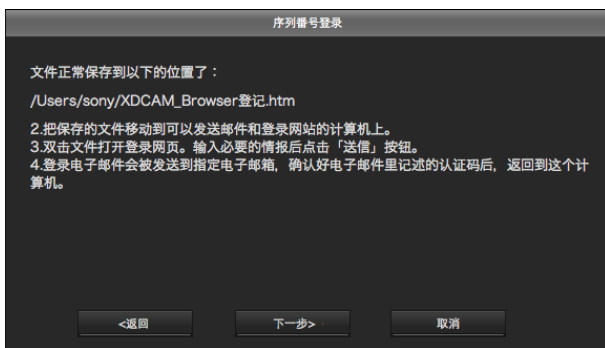 序列番号登录
文件正常保存到以下的位置了：
/Users/sony/XDCAM_Browser登记.htm
2.把保存的文件移动到可以发送邮件和登录网站的计算机上。
3.双击文件打开登录网页。输入必要的情报后点击「送信」按钮。
4.登录电子邮件会被发送到指定电子邮箱，确认好电子邮件里记述的认证码后，返回到这个计
算机。
<返回
下一步>
取消